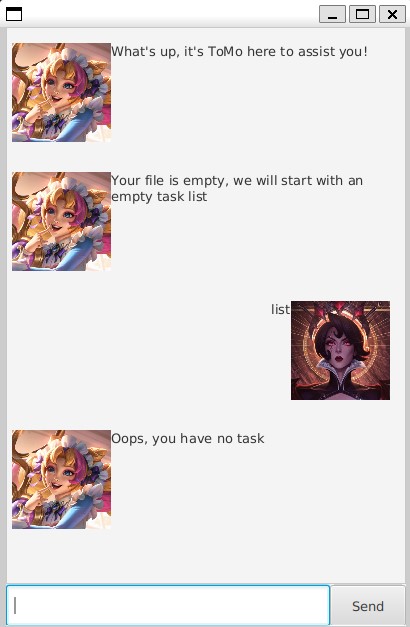 What's up, it's ToMo here to assist you!
Your file is empty, we will start with an
empty task list
list
Oops, you have no task
Send